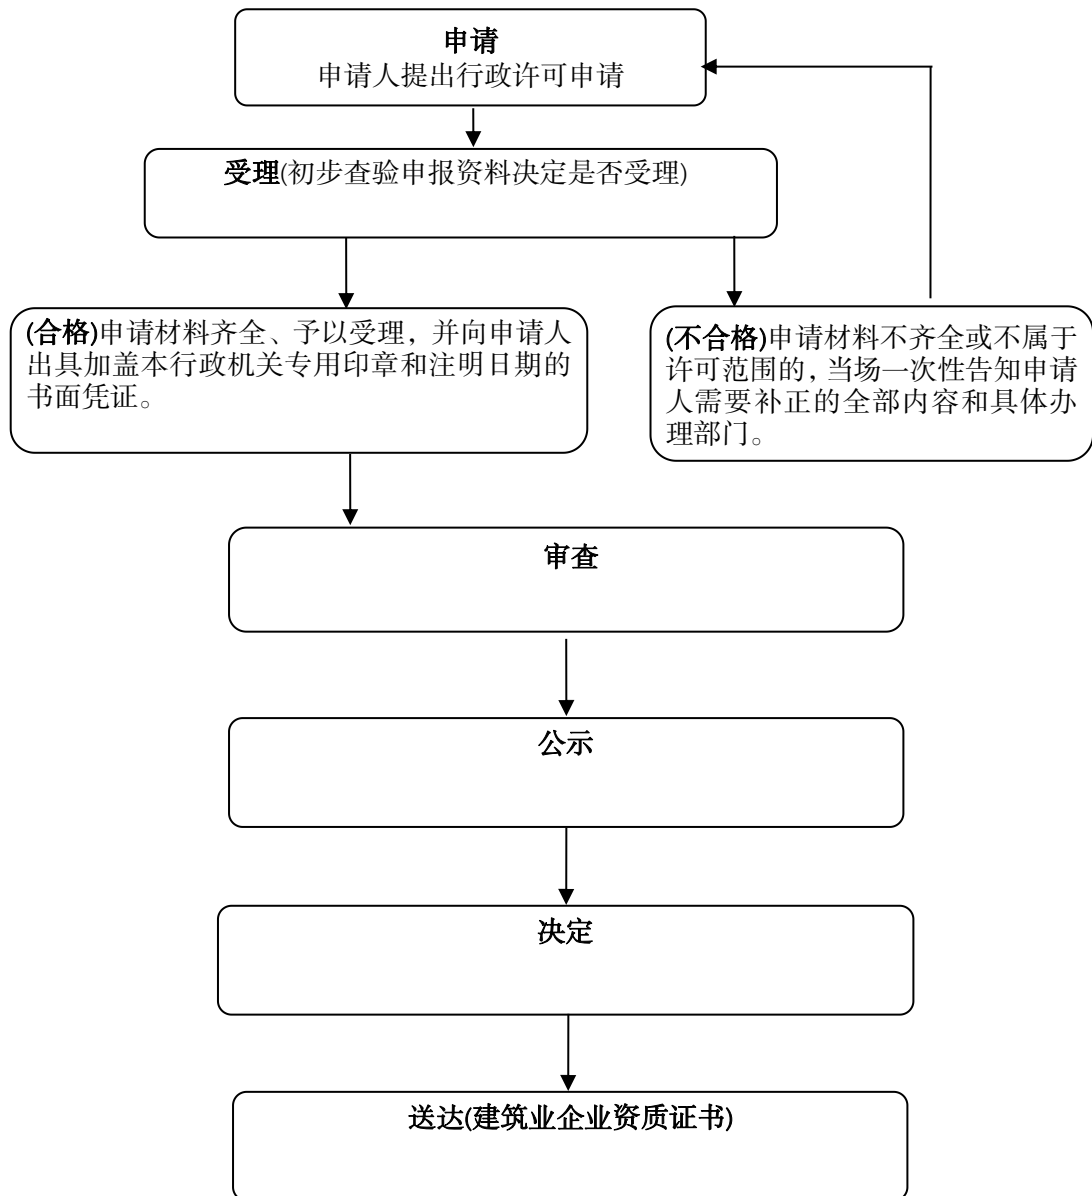 申请
申请人提出行政许可申请
受理(初步查验申报资料决定是否受理)
(合格)申请材料齐全、予以受理，并向申请人
出具加盖本行政机关专用印章和注明日期的
书面凭证。
(不合格)申请材料不齐全或不属于
许可范围的，当场一次性告知申请
人需要补正的全部内容和具体办
理部门。
审查
公示
决定
送达(建筑业企业资质证书)